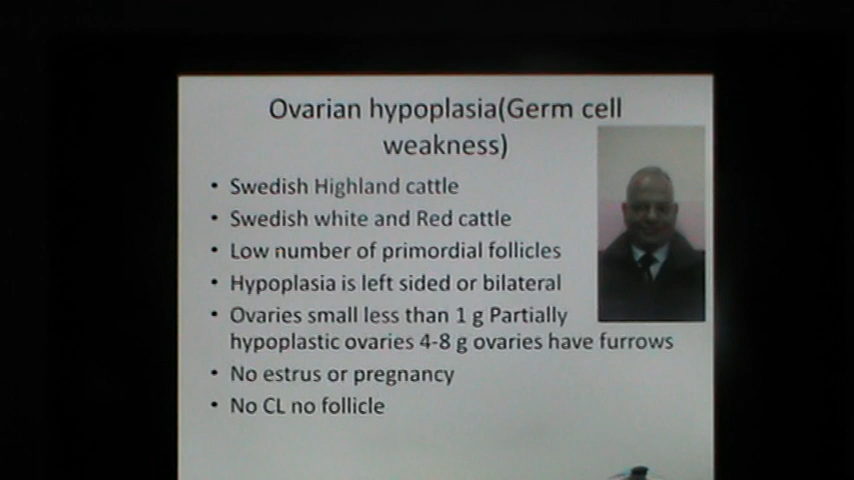 Ovarian hypoplasia(Germ cell
weakness)
• Swedish Highland cattle
• Swedish white and Red cattle
• Low number of primordial follicles
• Hypoplasia is left sided or bilateral
• Ovaries small less than 1 g Partially
hypoplastic ovaries 4-8 g ovaries have furrows
• No estrus or pregnancy
• No CL no follicle